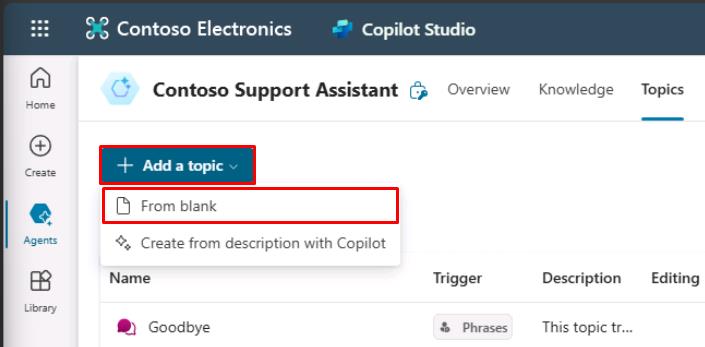 Contoso Electronics Copilot Studio
Home
Create
Agents
Library
Contoso Support Assistant Overview Knowledge Topics
Add a topic
From blank
Create from description with Copilot
Name Trigger Description Editing
Goodbye Phrases This topic tr...